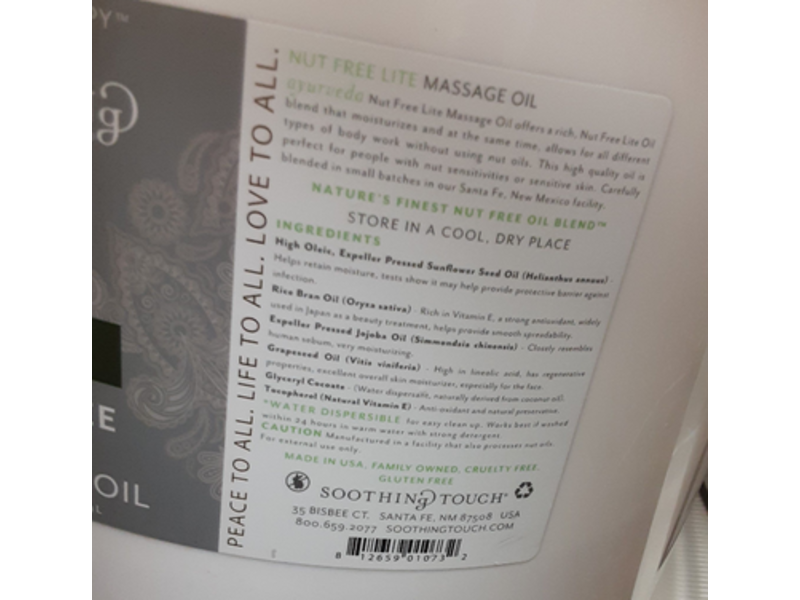 PY™
g
RE
OIL
L
PEACE TO ALL. LIFE TO ALL. LOVE TO ALL.
NUT FREE LITE MASSAGE OIL
ayurveda Nut Free Lite Massage Oil offers a rich, Nut Free Lite Oil
blend that moisturizes and at the same time, allows for all different
types of body work without using nut oils. This high quality oil is
perfect for people with nut sensitivities or sensitive skin. Carefully
blended in small batches in our Santa Fe, New Mexico facility.
NATURE'S FINEST NUT FREE OIL BLEND™
STORE IN A COOL, DRY PLACE
INGREDIENTS
High Oleic, Expeller Pressed Sunflower Seed Oil (Helianthus annuus) -
Helps retain moisture, tests show it may help provide protective barrier against
infection.
Rice Bran Oil (Oryza sativa) - Rich in Vitamin E, a strong antioxidant, widely
used in Japan as a beauty treatment, helps provide smooth spreadability.
Expeller Pressed Jojoba Oil (Simmondsia chinensis) - Closely resembles
human sebum, very moisturizing.
Grapeseed Oil (Vitis vinifera) - High in linoleic acid, has regenerative
properties, excellent overall skin moisturizer, especially for the face.
Glyceryl Cocoate - (Water dispersible, naturally derived from coconut oil).
Tocopherol (Natural Vitamin E) - Anti oxidant and natural preservative.
*WATER DISPERSIBLE for easy clean up. Works best if washed
within 24 hours in warm water with strong detergent.
CAUTION Manufactured in a facility that also processes nut oils.
For external use only.
MADE IN USA, FAMILY OWNED, CRUELTY FREE,
GLUTEN FREE
SOOTHING TOUCH®
35 BISBEE CT. SANTA FE, NM 87508 USA
800.659.2077 SOOTHINGTOUCH.COM
8 12659 01073 2